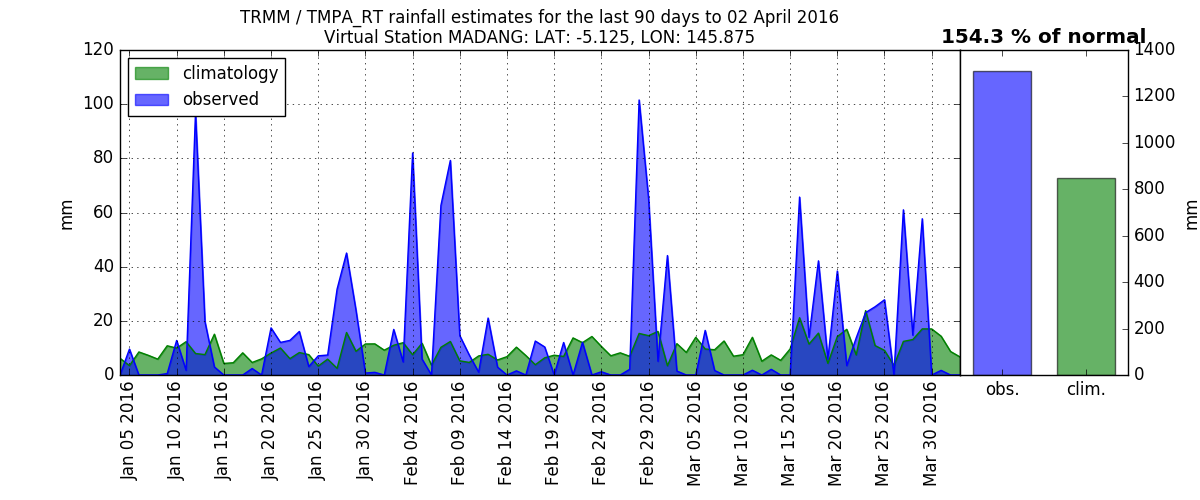 TRMM / TMPA_RT rainfall estimates for the last 90 days to 02 April 2016
Virtual Station MADANG: LAT: -5.125, LON: 145.875
154.3 % of normal
climatology
observed
mm
120
100
80
60
40
20
0
Jan 05 2016
Jan 10 2016
Jan 15 2016
Jan 20 2016
Jan 25 2016
Jan 30 2016
Feb 04 2016
Feb 09 2016
Feb 14 2016
Feb 19 2016
Feb 24 2016
Feb 29 2016
Mar 05 2016
Mar 10 2016
Mar 15 2016
Mar 20 2016
Mar 25 2016
Mar 30 2016
obs.
clim.
1400
1200
1000
800
600
400
200
0
mm